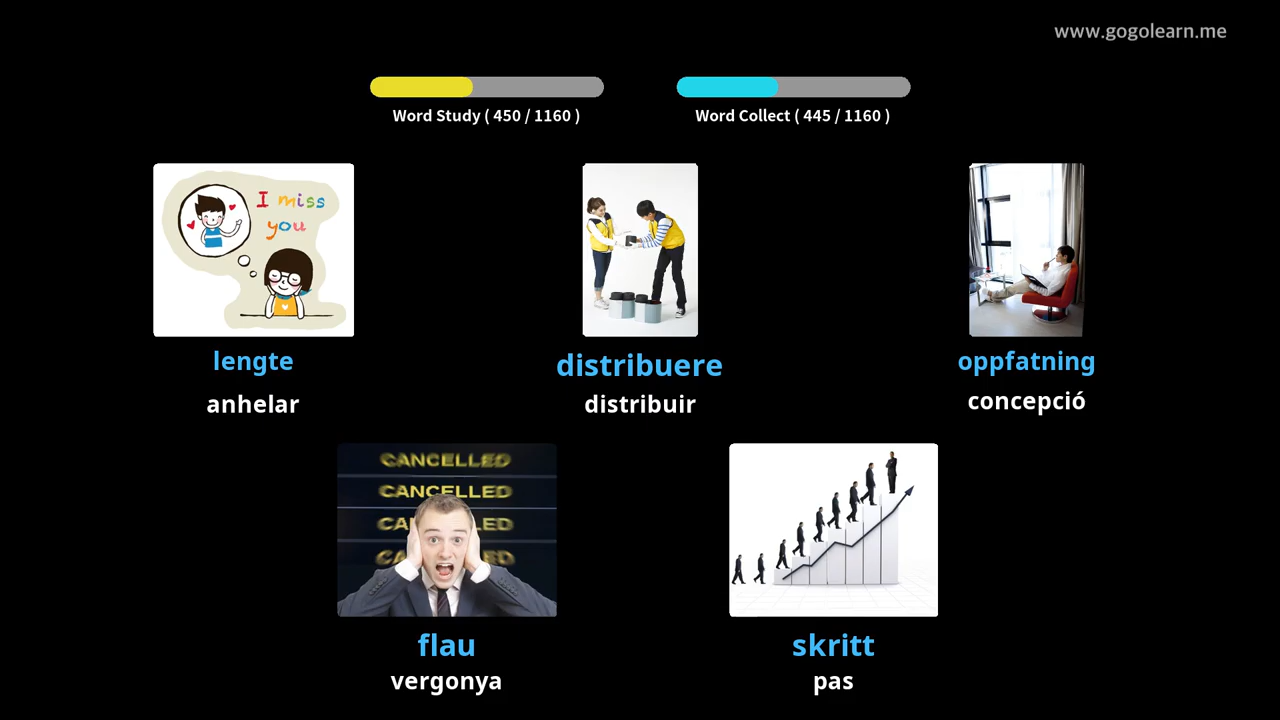 www.gogolearn.me
Word Study ( 450 / 1160 )
Word Collect ( 445 / 1160 )
I miss
you
lengte
distribuere
oppfatning
anhelar
distribuir
concepció
CANCELLED
CANCELLED
flau
skritt
vergonya
pas